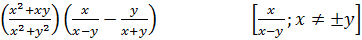 (x²+xy / x²+y²) (x / x−y − y / x+y)  [x / x−y ; x ≠ ±y]